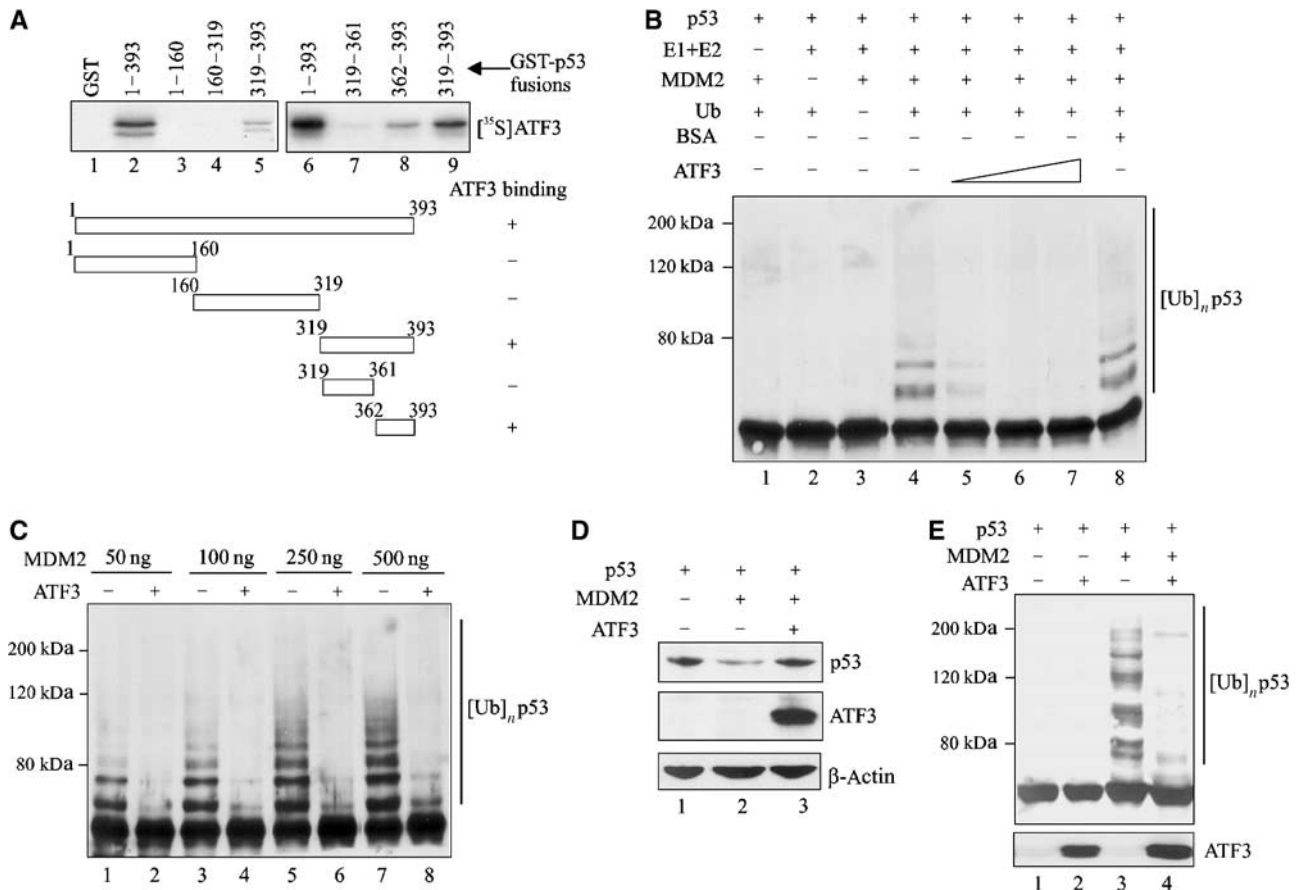 A
GST
1–393
1–160
160–319
319–393
1–393
319–361
362–393
319–393
GST-p53
fusions
[³⁵S]ATF3
1 2 3 4 5 6 7 8 9
ATF3 binding
1 393 +
1 160 −
160 319 −
319 393 +
319 361 −
362 393 +
B
p53 + + + + + + + +
E1+E2 − + + + + + + +
MDM2 + − + + + + + +
Ub + + − + + + + +
BSA − − − − − − − +
ATF3 − − − − −
200 kDa
120 kDa
80 kDa
[Ub]ₙ p53
1 2 3 4 5 6 7 8
C
MDM2 50 ng 100 ng 250 ng 500 ng
ATF3 − + − + − + − +
200 kDa
120 kDa
80 kDa
[Ub]ₙ p53
1 2 3 4 5 6 7 8
D
p53 + + +
MDM2 − + +
ATF3 − − +
p53
ATF3
β-Actin
1 2 3
E
p53 + + + +
MDM2 − − + +
ATF3 − + − +
200 kDa
120 kDa
80 kDa
[Ub]ₙ p53
ATF3
1 2 3 4